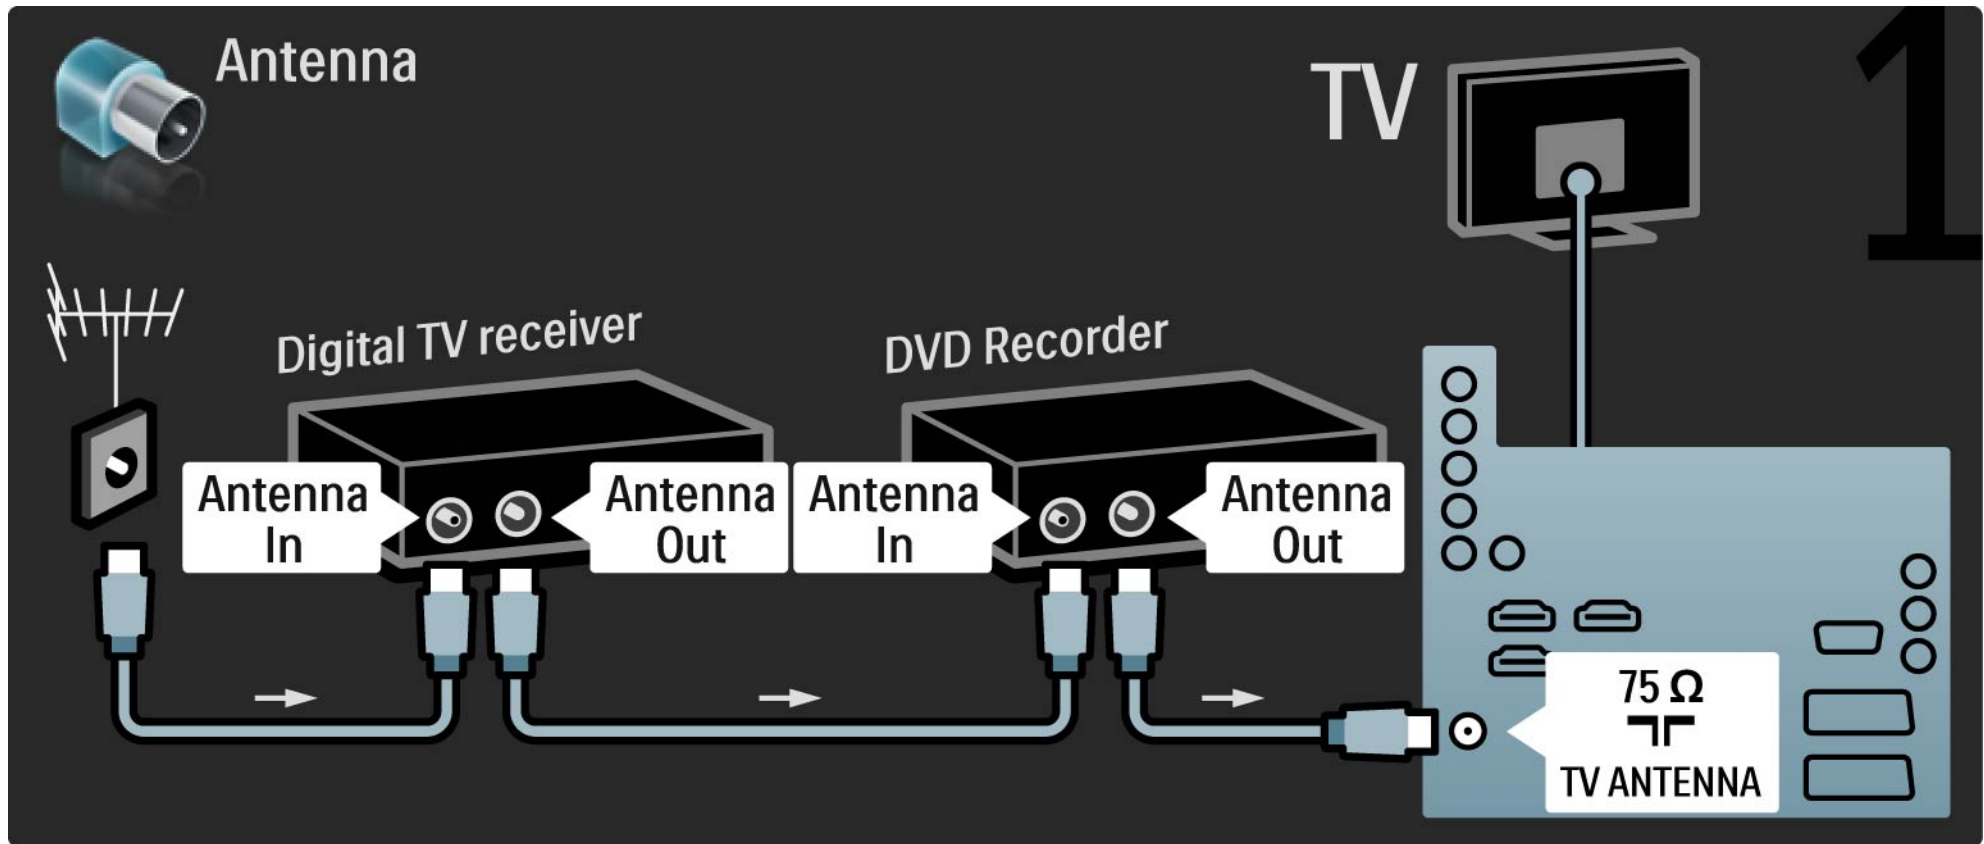 Antenna
TV
1
Digital TV receiver
DVD Recorder
Antenna
In
Antenna
Out
Antenna
In
Antenna
Out
75 Ω
TV ANTENNA